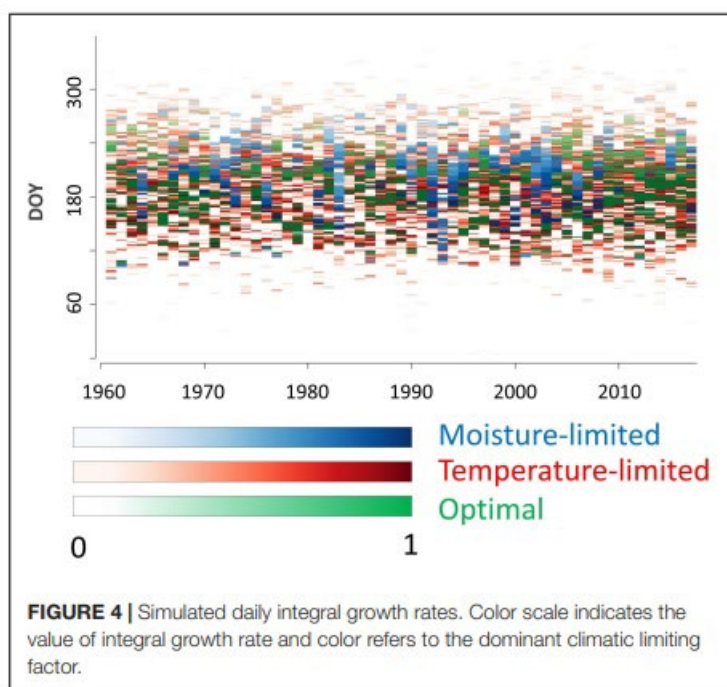 300
180
60
DOY
1960 1970 1980 1990 2000 2010
Moisture-limited
Temperature-limited
Optimal
0 1
FIGURE 4 | Simulated daily integral growth rates. Color scale indicates the
value of integral growth rate and color refers to the dominant climatic limiting
factor.